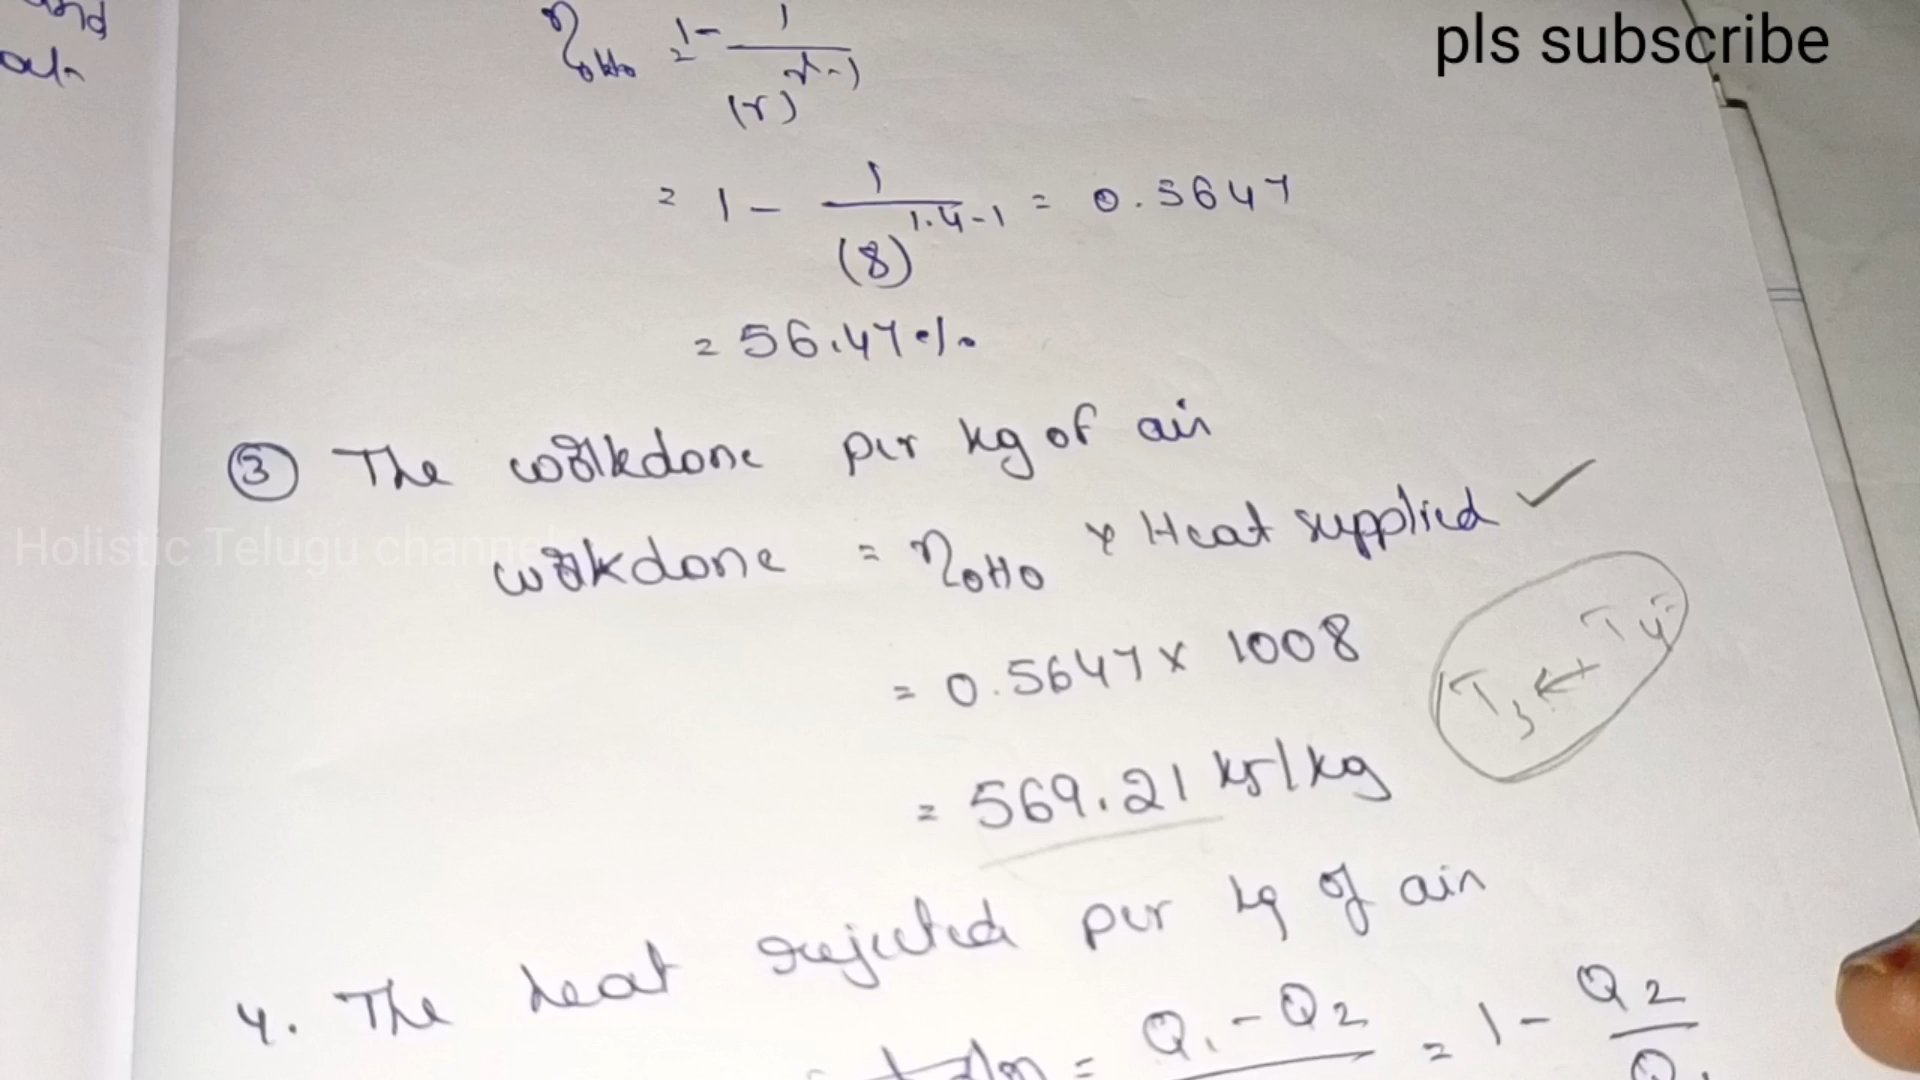 pls subscribe
η_otto = 1 - 1/(r)^(γ-1)
= 1 - 1/(8)^(1.4-1) = 0.5647
= 56.47%
③ The workdone per kg of air
Holistic Telugu channel
workdone = η_otto × Heat supplied ✓
= 0.5647 × 1008
T3 ← T4
= 569.21 kJ/kg
4. The heat rejected per kg of air
= Q1 - Q2 = 1 - Q2